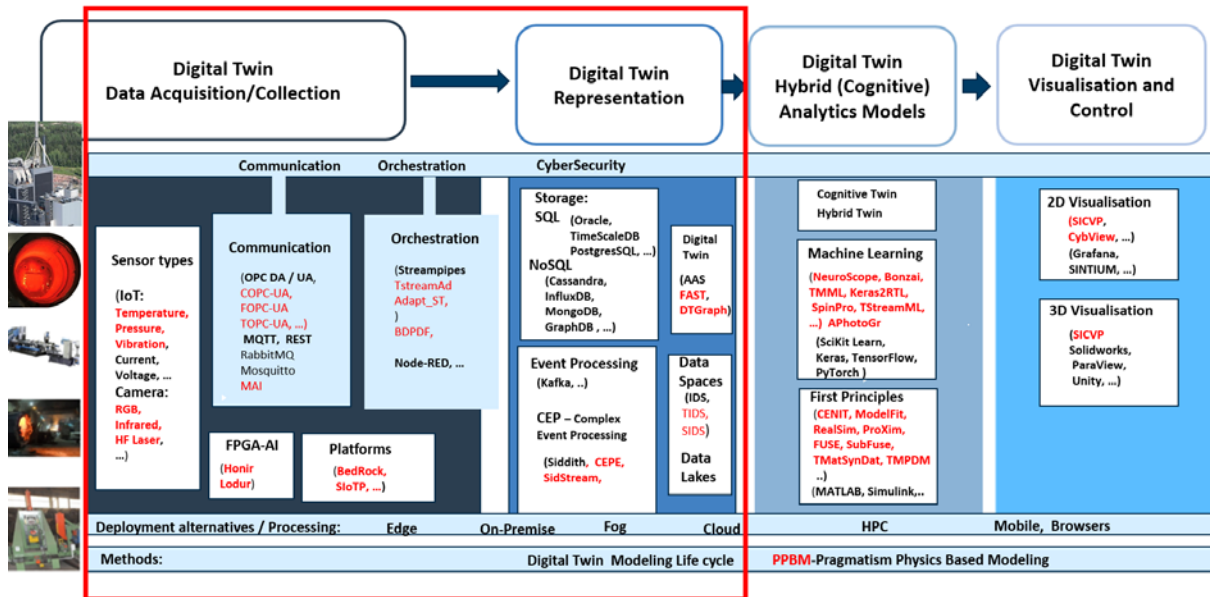 Digital Twin
Data Acquisition/Collection
Digital Twin
Representation
Digital Twin
Hybrid (Cognitive)
Analytics Models
Digital Twin
Visualisation and
Control
Communication
Orchestration
CyberSecurity
Sensor types
(IoT:
Temperature,
Pressure,
Vibration,
Current,
Voltage, ...
Camera:
RGB,
Infrared,
HF Laser,
...)
Communication
(OPC DA / UA,
COPC-UA,
FOPC-UA
TOPC-UA, ...)
MQTT, REST
RabbitMQ
Mosquitto
MAI
FPGA-AI
(Honir
Lodur)
Orchestration
(Streampipes
TstreamAd
Adapt_ST,
)
BDPDF,
Node-RED, ...
Platforms
(BedRock,
SIoTP, ...)
Storage:
SQL (Oracle,
TimeScaleDB
PostgresSQL, ...)
NoSQL
(Cassandra,
InfluxDB,
MongoDB,
GraphDB , ...)
Event Processing
(Kafka, ..)
CEP – Complex
Event Processing
(Siddith, CEPE,
SidStream,
Digital
Twin
(AAS
FAST,
DTGraph)
Data
Spaces
(IDS,
TIDS,
SIDS)
Data
Lakes
Cognitive Twin
Hybrid Twin
Machine Learning
(NeuroScope, Bonzai,
TMML, Keras2RTL,
SpinPro, TStreamML,
...) APhotoGr
(SciKit Learn,
Keras, TensorFlow,
PyTorch )
First Principles
(CENIT, ModelFit,
RealSim, ProXim,
FUSE, SubFuse,
TMatSynDat, TMPDM
..)
(MATLAB, Simulink,..
2D Visualisation
(SICVP,
CybView, ...)
(Grafana,
SINTIUM, ...)
3D Visualisation
(SICVP
Solidworks,
ParaView,
Unity, ...)
Deployment alternatives / Processing:
Edge
On-Premise
Fog
Cloud
HPC
Mobile, Browsers
Methods:
Digital Twin Modeling Life cycle
PPBM-Pragmatism Physics Based Modeling